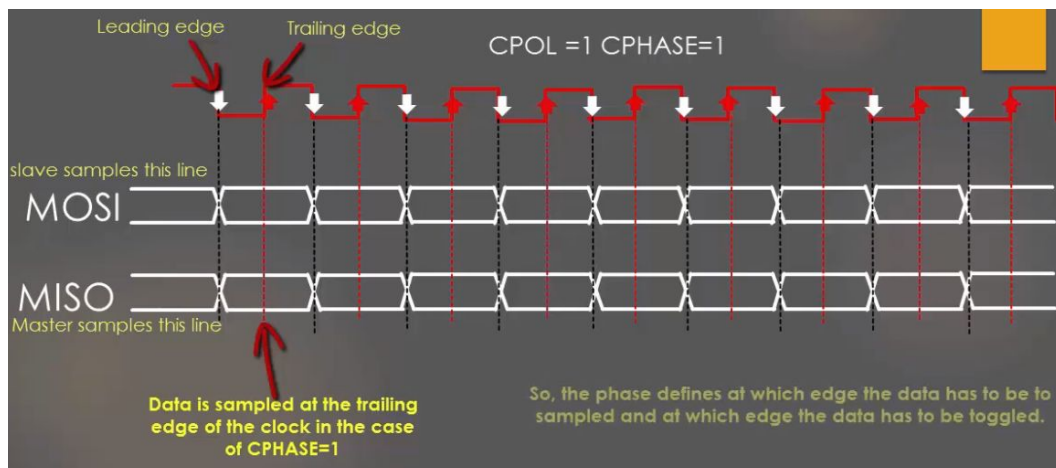 Leading edge
Trailing edge
CPOL =1 CPHASE=1
slave samples this line
MOSI
MISO
Master samples this line
Data is sampled at the trailing
edge of the clock in the case
of CPHASE=1
So, the phase defines at which edge the data has to be to
sampled and at which edge the data has to be toggled.